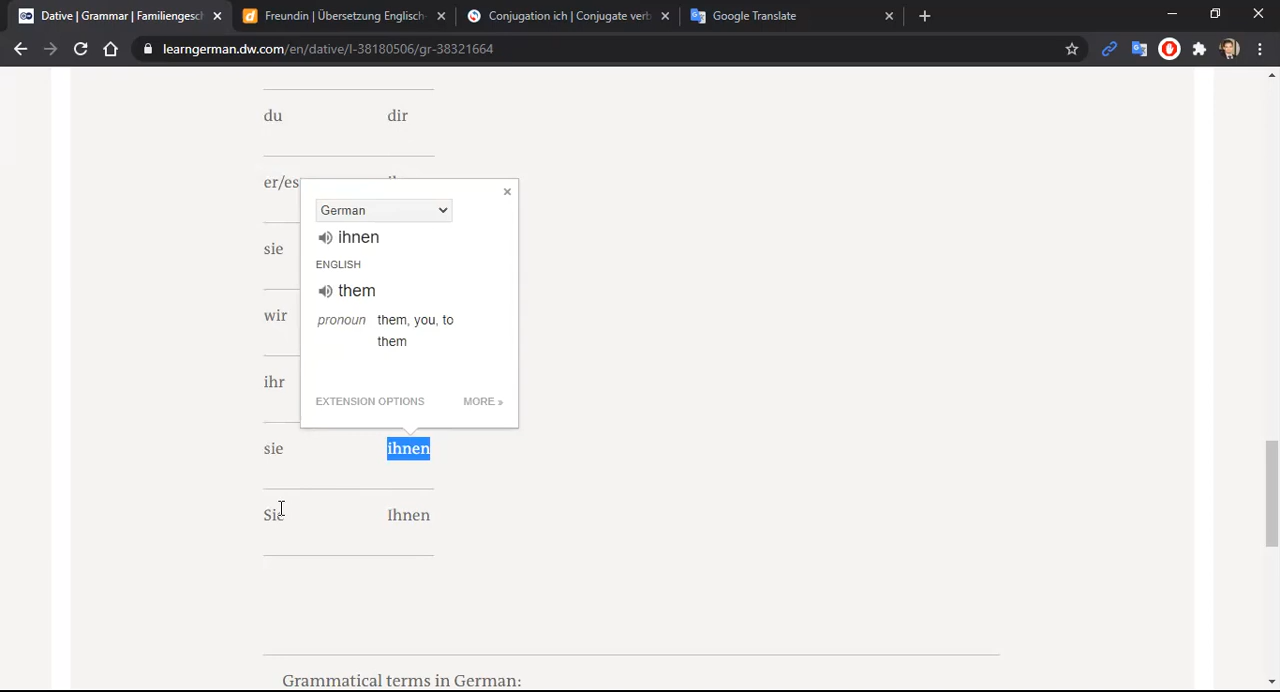 Dative | Grammar | Familiengesch
Freundin | Übersetzung Englisch-
Conjugation ich | Conjugate verb
Google Translate
learngerman.dw.com/en/dative/l-38180506/gr-38321664
du dir
er/es
sie
wir
ihr
sie ihnen
Sie Ihnen
German
ihnen
ENGLISH
them
pronoun them, you, to
them
EXTENSION OPTIONS MORE »
Grammatical terms in German: